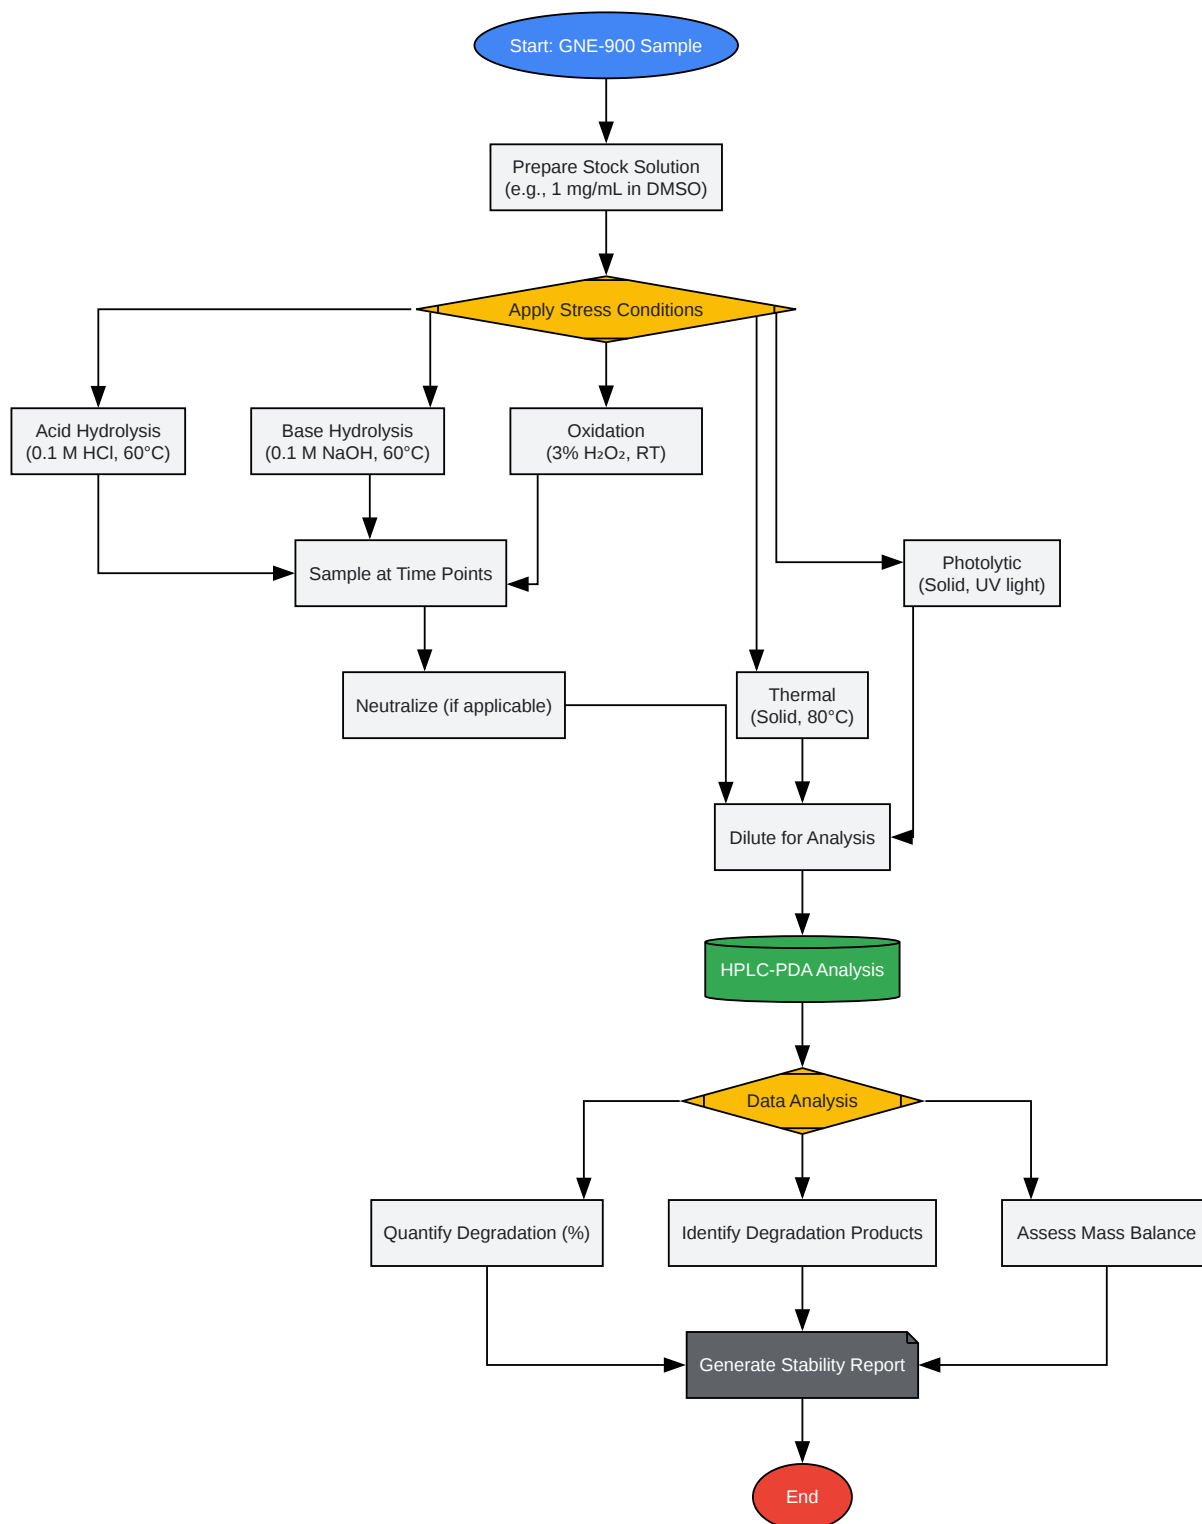 Start: GNE-900 Sample
Prepare Stock Solution
(e.g., 1 mg/mL in DMSO)
Apply Stress Conditions
Acid Hydrolysis
(0.1 M HCl, 60°C)
Base Hydrolysis
(0.1 M NaOH, 60°C)
Oxidation
(3% H₂O₂, RT)
Sample at Time Points
Photolytic
(Solid, UV light)
Neutralize (if applicable)
Thermal
(Solid, 80°C)
Dilute for Analysis
HPLC-PDA Analysis
Data Analysis
Quantify Degradation (%)
Identify Degradation Products
Assess Mass Balance
Generate Stability Report
End